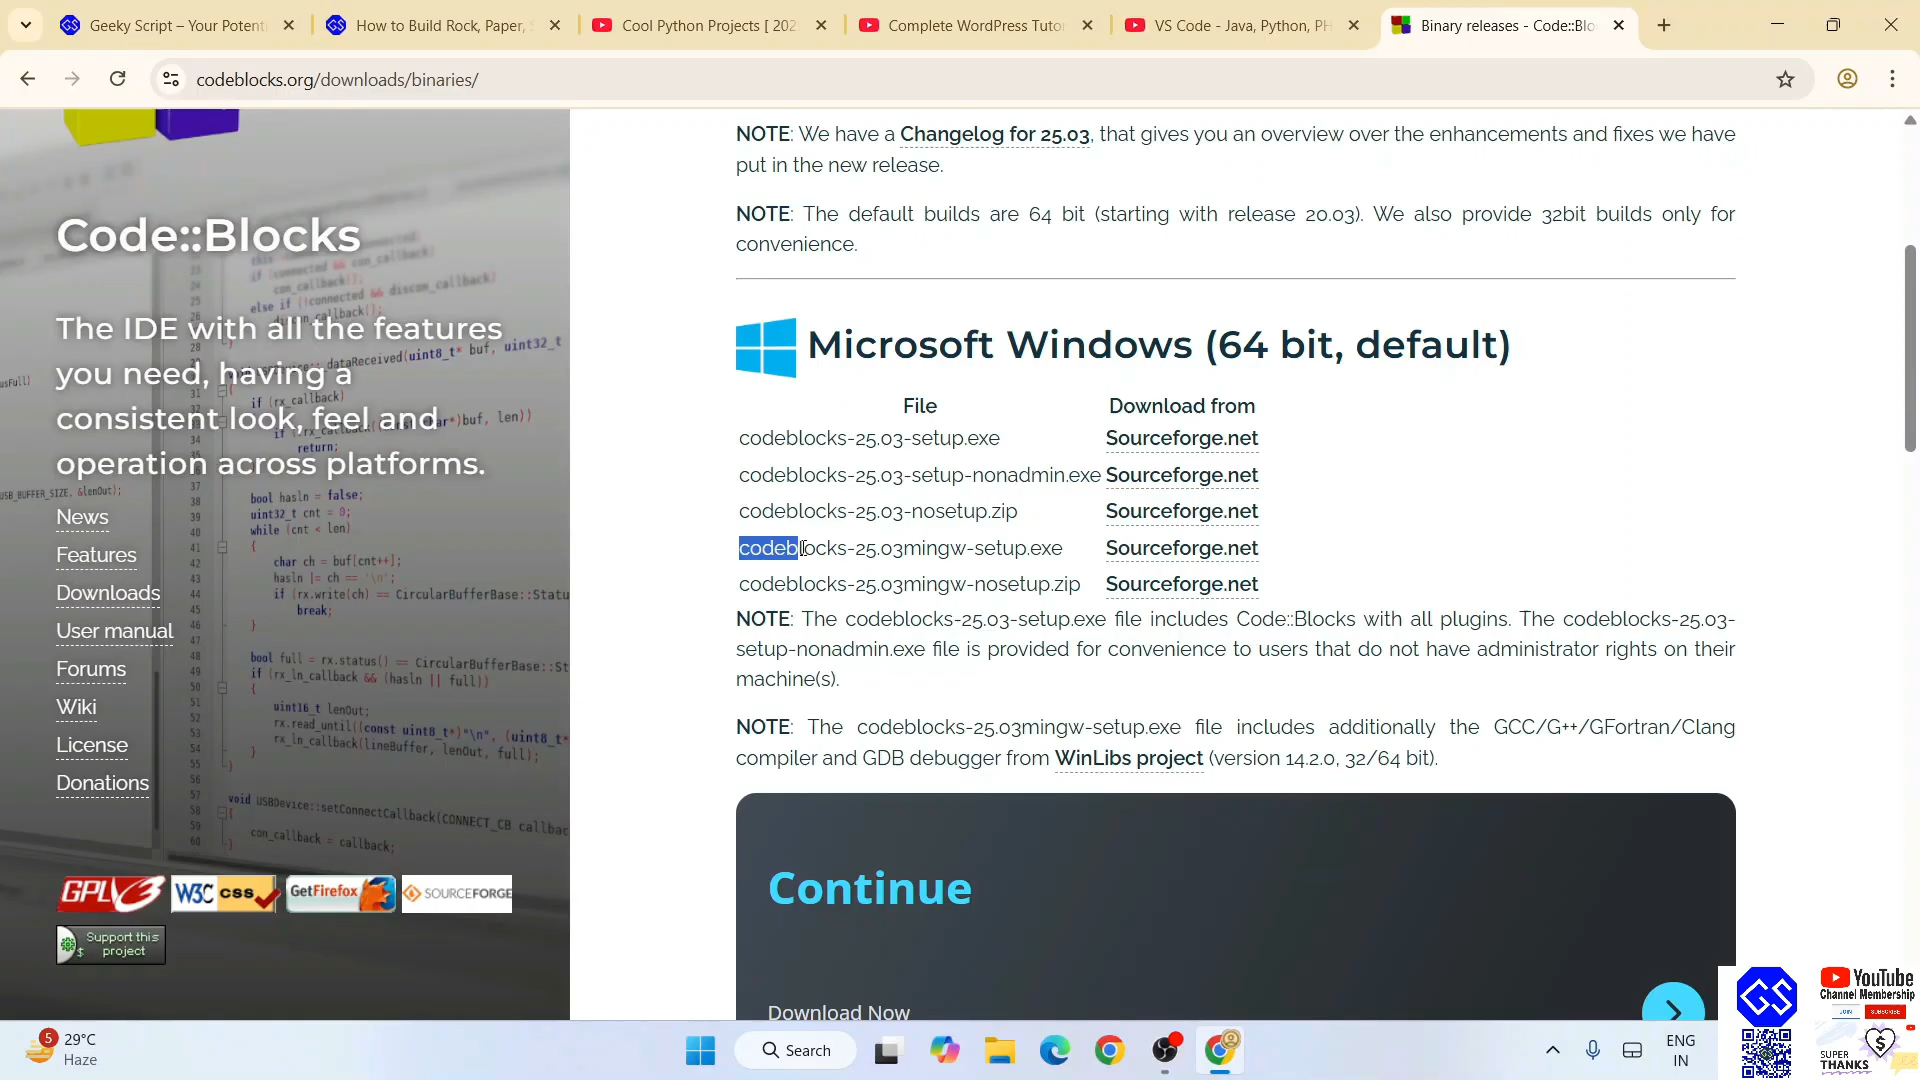 Geeky Script – Your Potenti
How to Build Rock, Paper, S
Cool Python Projects [ 202
Complete WordPress Tutor
VS Code - Java, Python, PH
Binary releases - Code::Blo
codeblocks.org/downloads/binaries/
Code::Blocks
The IDE with all the features
you need, having a
consistent look, feel and
operation across platforms.
News
Features
Downloads
User manual
Forums
Wiki
License
Donations
GPL v3
W3C CSS
GetFirefox
SOURCEFORGE
Support this
project
NOTE: We have a Changelog for 25.03, that gives you an overview over the enhancements and fixes we have
put in the new release.
NOTE: The default builds are 64 bit (starting with release 20.03). We also provide 32bit builds only for
convenience.
Microsoft Windows (64 bit, default)
File Download from
codeblocks-25.03-setup.exe Sourceforge.net
codeblocks-25.03-setup-nonadmin.exe Sourceforge.net
codeblocks-25.03-nosetup.zip Sourceforge.net
codeblocks-25.03mingw-setup.exe Sourceforge.net
codeblocks-25.03mingw-nosetup.zip Sourceforge.net
NOTE: The codeblocks-25.03-setup.exe file includes Code::Blocks with all plugins. The codeblocks-25.03-
setup-nonadmin.exe file is provided for convenience to users that do not have administrator rights on their
machine(s).
NOTE: The codeblocks-25.03mingw-setup.exe file includes additionally the GCC/G++/GFortran/Clang
compiler and GDB debugger from WinLibs project (version 14.2.0, 32/64 bit).
Continue
Download Now
GS
YouTube
Channel Membership
JOIN
SUBSCRIBE
SUPER
THANKS
5
29°C
Haze
Search
ENG
IN